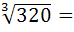 ∛320 =